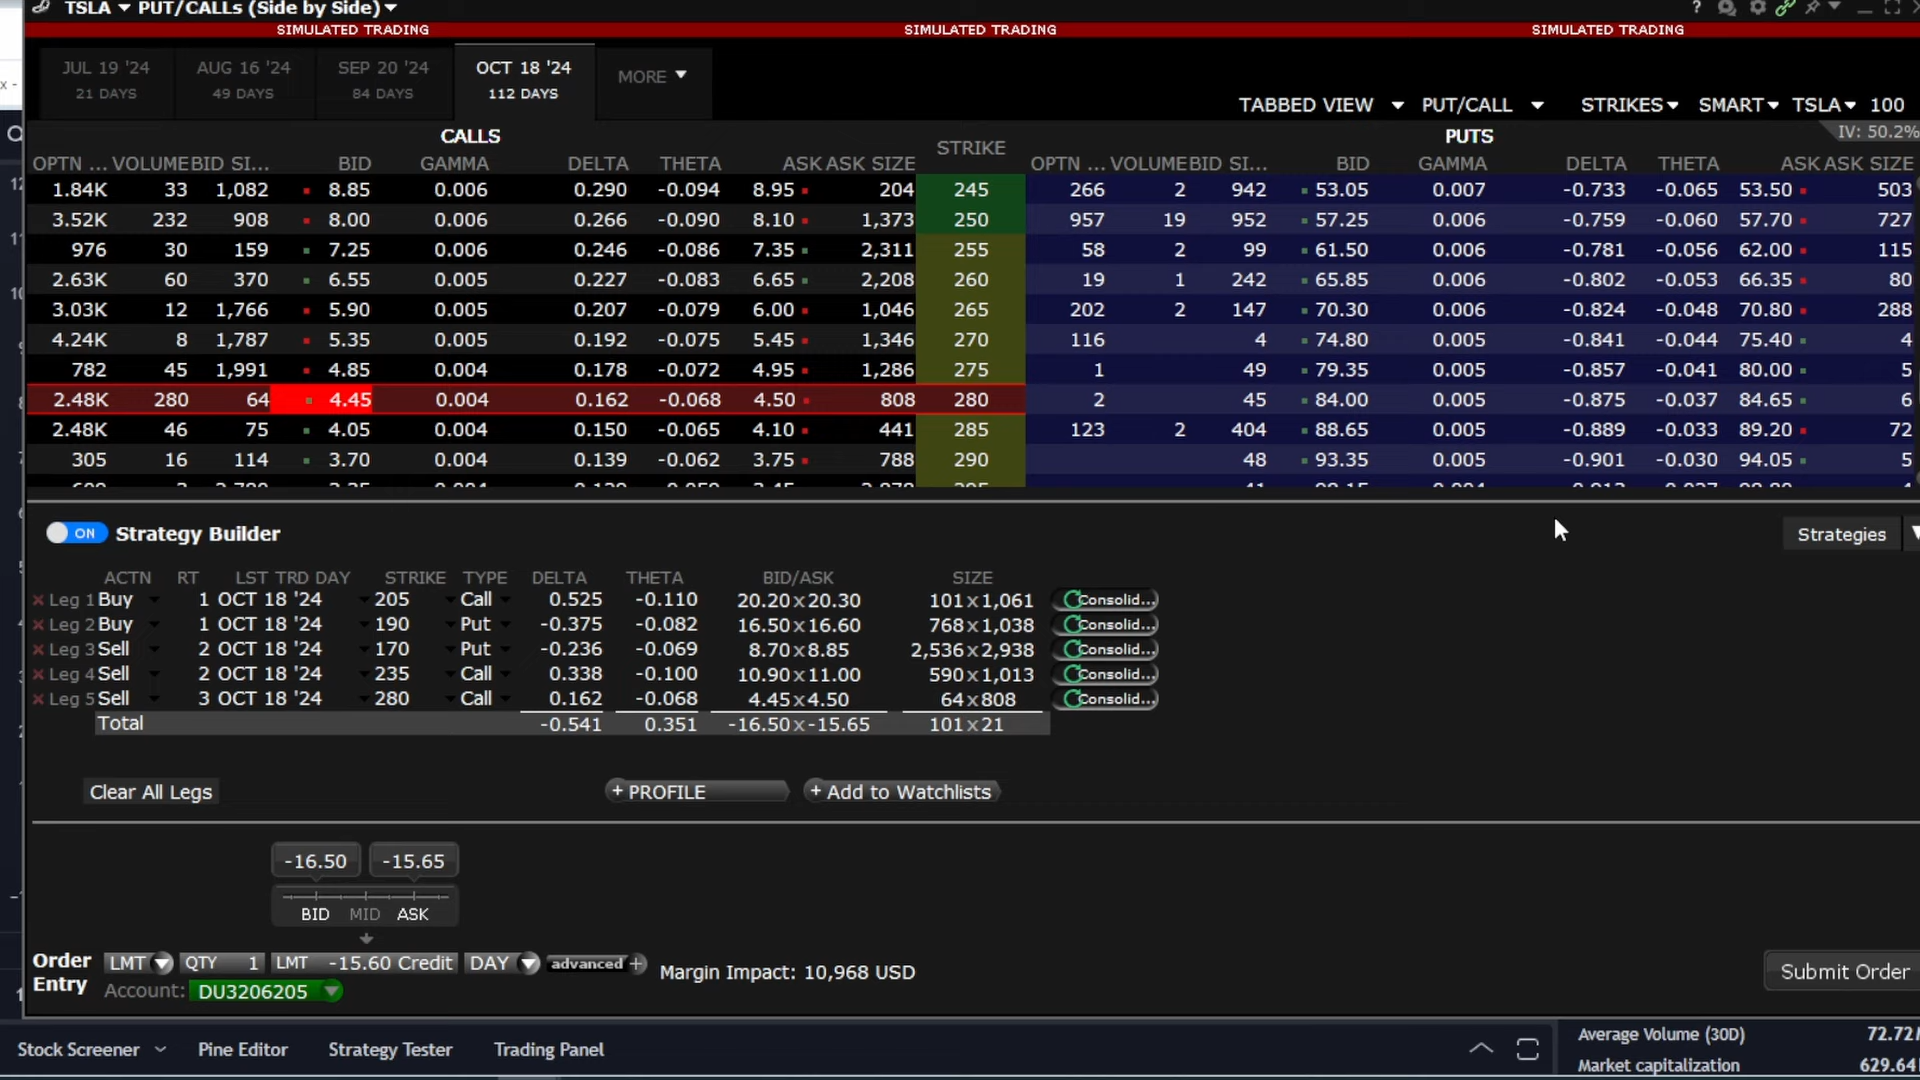 TSLA PUT/CALLs (Side by Side)
?
SIMULATED TRADING SIMULATED TRADING SIMULATED TRADING
JUL 19 '24 AUG 16 '24 SEP 20 '24 OCT 18 '24 MORE
21 DAYS 49 DAYS 84 DAYS 112 DAYS
TABBED VIEW PUT/CALL STRIKES SMART TSLA 100
CALLS STRIKE PUTS IV: 50.2%
OPTN ... VOLUME BID SI... BID GAMMA DELTA THETA ASK ASK SIZE OPTN ... VOLUME BID SI... BID GAMMA DELTA THETA ASK ASK SIZE
1.84K 33 1,082 8.85 0.006 0.290 -0.094 8.95 204 245 266 2 942 53.05 0.007 -0.733 -0.065 53.50 503
3.52K 232 908 8.00 0.006 0.266 -0.090 8.10 1,373 250 957 19 952 57.25 0.006 -0.759 -0.060 57.70 727
976 30 159 7.25 0.006 0.246 -0.086 7.35 2,311 255 58 2 99 61.50 0.006 -0.781 -0.056 62.00 115
2.63K 60 370 6.55 0.005 0.227 -0.083 6.65 2,208 260 19 1 242 65.85 0.006 -0.802 -0.053 66.35 80
3.03K 12 1,766 5.90 0.005 0.207 -0.079 6.00 1,046 265 202 2 147 70.30 0.006 -0.824 -0.048 70.80 288
4.24K 8 1,787 5.35 0.005 0.192 -0.075 5.45 1,346 270 116 4 74.80 0.005 -0.841 -0.044 75.40 4
782 45 1,991 4.85 0.004 0.178 -0.072 4.95 1,286 275 1 49 79.35 0.005 -0.857 -0.041 80.00 5
2.48K 280 64 4.45 0.004 0.162 -0.068 4.50 808 280 2 45 84.00 0.005 -0.875 -0.037 84.65 6
2.48K 46 75 4.05 0.004 0.150 -0.065 4.10 441 285 123 2 404 88.65 0.005 -0.889 -0.033 89.20 72
305 16 114 3.70 0.004 0.139 -0.062 3.75 788 290 48 93.35 0.005 -0.901 -0.030 94.05 5
ON Strategy Builder Strategies
ACTN RT LST TRD DAY STRIKE TYPE DELTA THETA BID/ASK SIZE
Leg 1 Buy 1 OCT 18 '24 205 Call 0.525 -0.110 20.20 x 20.30 101 x 1,061 Consolid...
Leg 2 Buy 1 OCT 18 '24 190 Put -0.375 -0.082 16.50 x 16.60 768 x 1,038 Consolid...
Leg 3 Sell 2 OCT 18 '24 170 Put -0.236 -0.069 8.70 x 8.85 2,536 x 2,938 Consolid...
Leg 4 Sell 2 OCT 18 '24 235 Call 0.338 -0.100 10.90 x 11.00 590 x 1,013 Consolid...
Leg 5 Sell 3 OCT 18 '24 280 Call 0.162 -0.068 4.45 x 4.50 64 x 808 Consolid...
Total -0.541 0.351 -16.50 x -15.65 101 x 21
Clear All Legs + PROFILE + Add to Watchlists
-16.50 -15.65
BID MID ASK
Order Entry LMT QTY 1 LMT -15.60 Credit DAY advanced + Margin Impact: 10,968 USD Submit Order
Account: DU3206205
Stock Screener Pine Editor Strategy Tester Trading Panel
Average Volume (30D) 72.72
Market capitalization 629.64